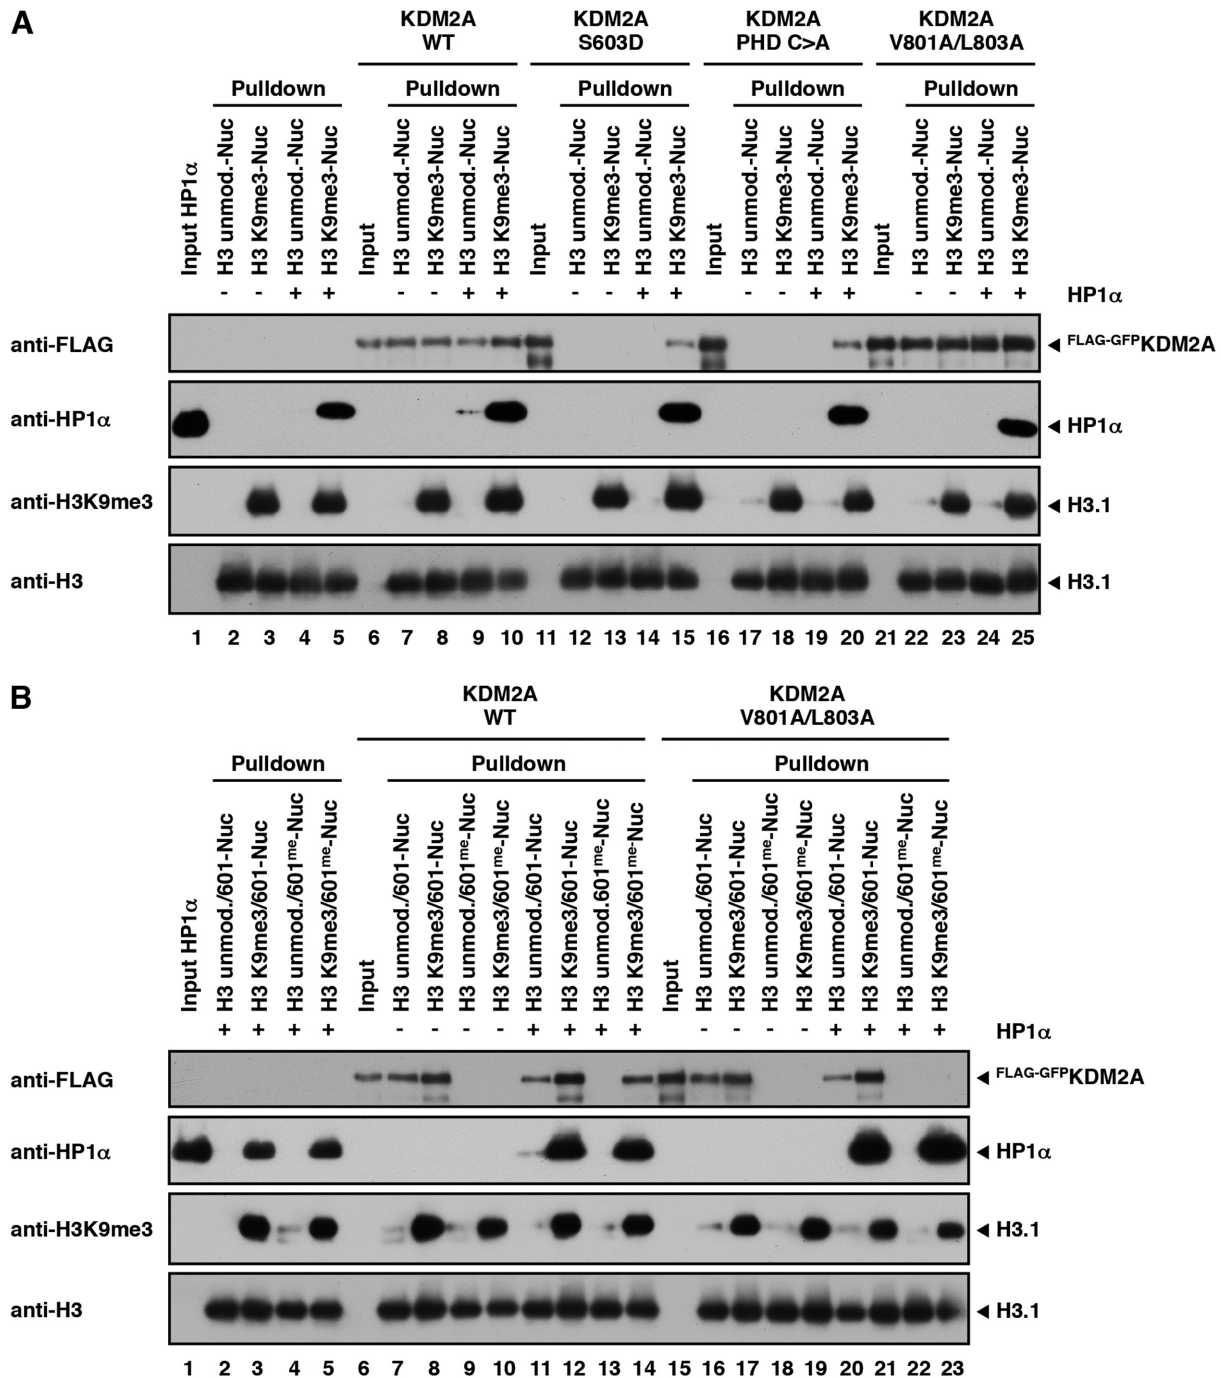 A
KDM2A
WT
KDM2A
S603D
KDM2A
PHD C>A
KDM2A
V801A/L803A
Pulldown
Pulldown
Pulldown
Pulldown
Pulldown
Input HP1α
H3 unmod.-Nuc
H3 K9me3-Nuc
H3 unmod.-Nuc
H3 K9me3-Nuc
Input
H3 unmod.-Nuc
H3 K9me3-Nuc
H3 unmod.-Nuc
H3 K9me3-Nuc
Input
H3 unmod.-Nuc
H3 K9me3-Nuc
H3 unmod.-Nuc
H3 K9me3-Nuc
Input
H3 unmod.-Nuc
H3 K9me3-Nuc
H3 unmod.-Nuc
H3 K9me3-Nuc
Input
H3 unmod.-Nuc
H3 K9me3-Nuc
H3 unmod.-Nuc
H3 K9me3-Nuc
- - + + - - + + - - + + - - + + - - + + HP1α
anti-FLAG ◄ FLAG-GFPKDM2A
anti-HP1α ◄ HP1α
anti-H3K9me3 ◄ H3.1
anti-H3 ◄ H3.1
1 2 3 4 5 6 7 8 9 10 11 12 13 14 15 16 17 18 19 20 21 22 23 24 25
B
KDM2A
WT
KDM2A
V801A/L803A
Pulldown
Pulldown
Pulldown
Input HP1α
H3 unmod./601-Nuc
H3 K9me3/601-Nuc
H3 unmod./601me-Nuc
H3 K9me3/601me-Nuc
Input
H3 unmod./601-Nuc
H3 K9me3/601-Nuc
H3 unmod./601me-Nuc
H3 K9me3/601me-Nuc
H3 unmod./601-Nuc
H3 K9me3/601-Nuc
H3 unmod.601me-Nuc
H3 K9me3/601me-Nuc
Input
H3 unmod./601-Nuc
H3 K9me3/601-Nuc
H3 unmod./601me-Nuc
H3 K9me3/601me-Nuc
H3 unmod./601-Nuc
H3 K9me3/601-Nuc
H3 unmod./601me-Nuc
H3 K9me3/601me-Nuc
+ + + + - - - - + + + + - - - - + + + + HP1α
anti-FLAG ◄ FLAG-GFPKDM2A
anti-HP1α ◄ HP1α
anti-H3K9me3 ◄ H3.1
anti-H3 ◄ H3.1
1 2 3 4 5 6 7 8 9 10 11 12 13 14 15 16 17 18 19 20 21 22 23